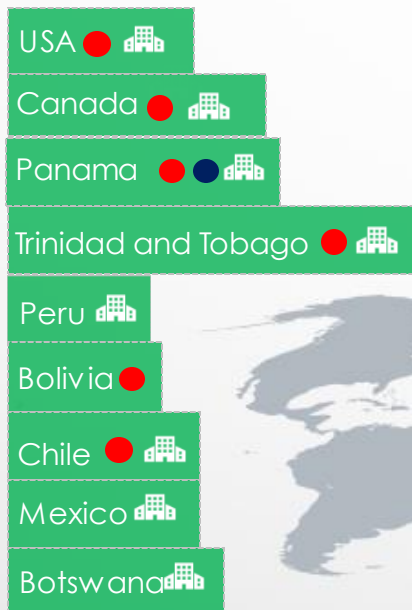 USA
Canada
Panama
Trinidad and Tobago
Peru
Bolivia
Chile
Mexico
Botswana